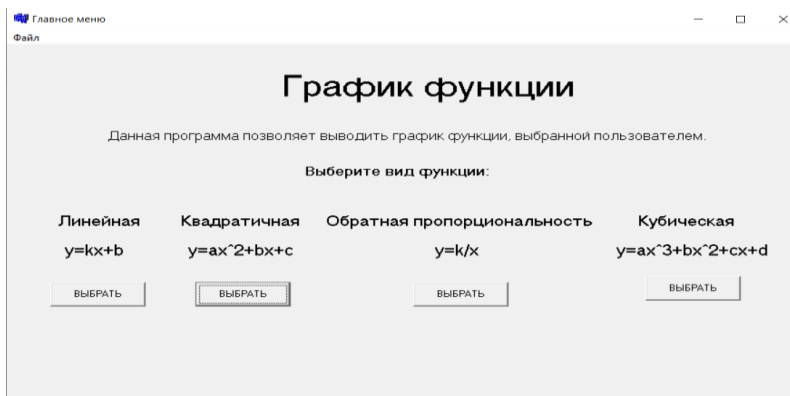 Главное меню
Файл
График функции
Данная программа позволяет выводить график функции, выбранной пользователем.
Выберите вид функции:
Линейная Квадратичная Обратная пропорциональность Кубическая
y=kx+b y=ax^2+bx+c y=k/x y=ax^3+bx^2+cx+d
ВЫБРАТЬ ВЫБРАТЬ ВЫБРАТЬ ВЫБРАТЬ